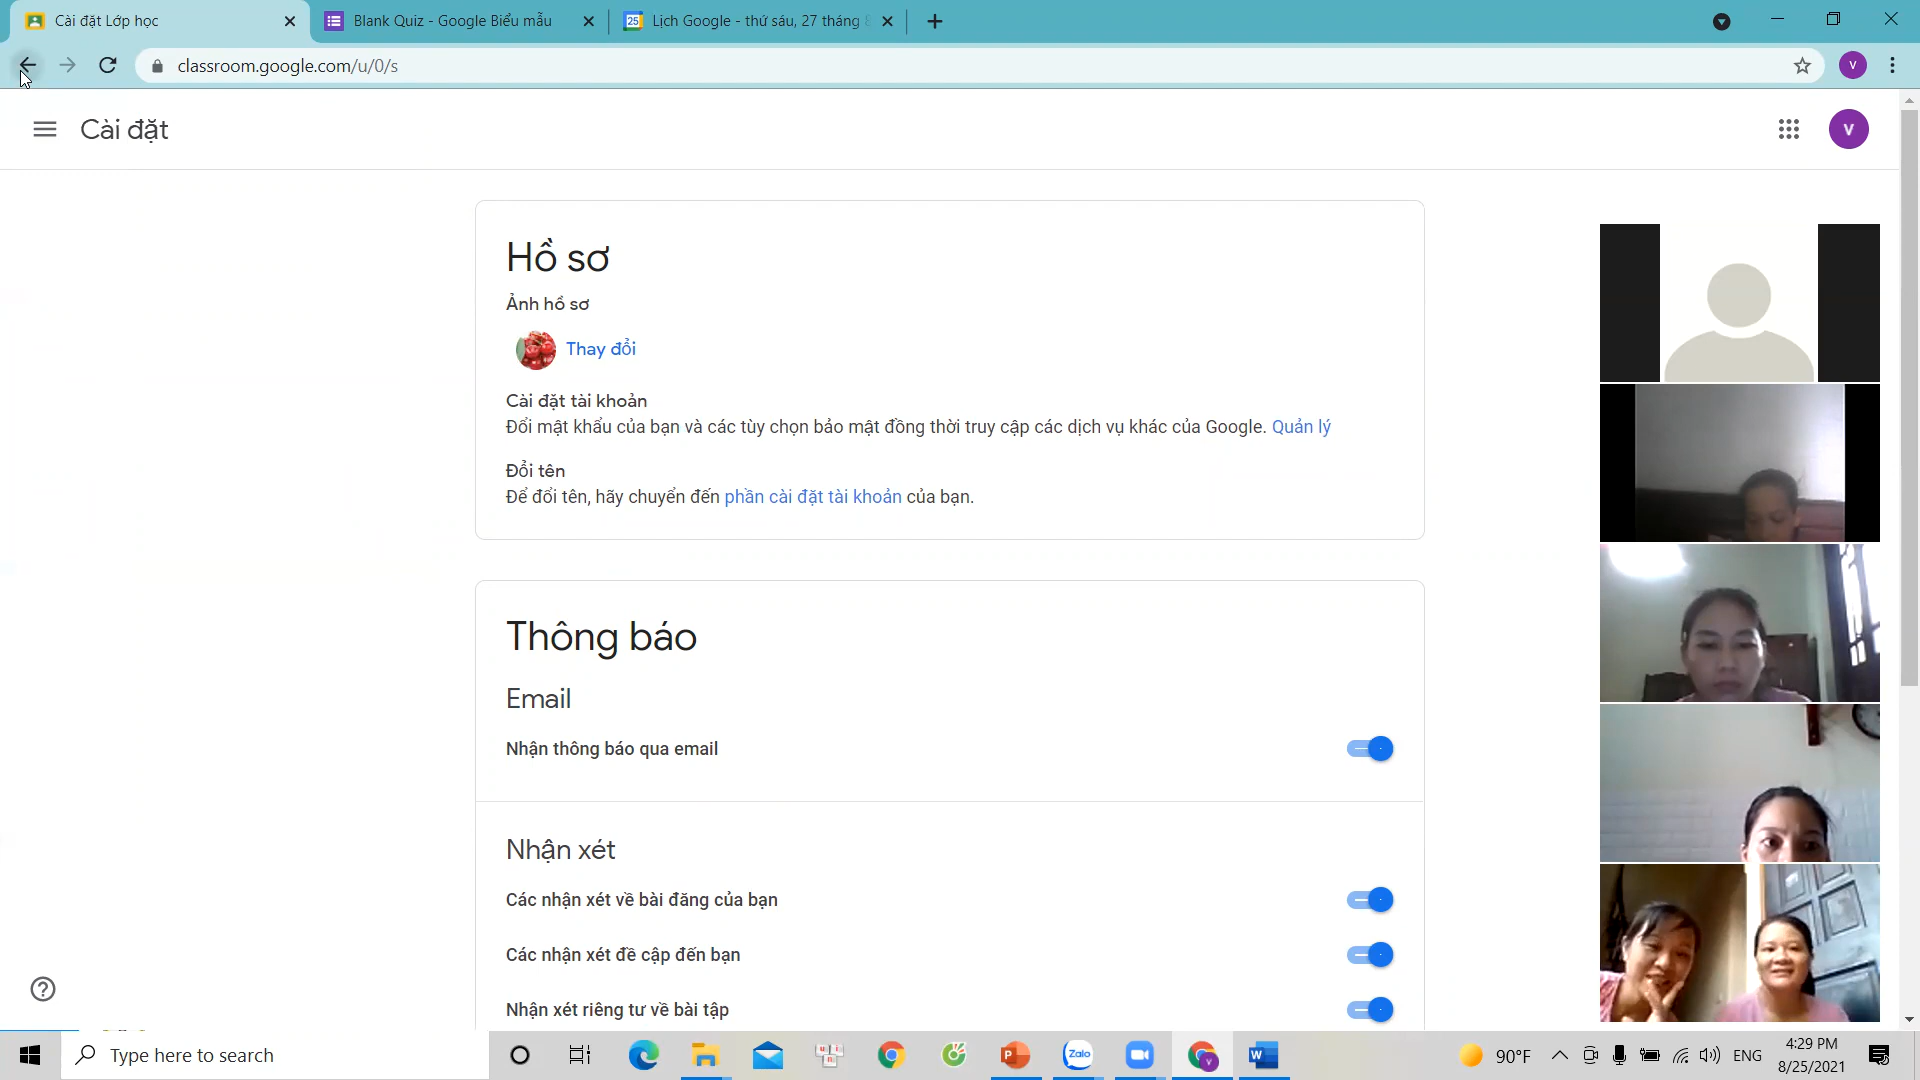 Cài đặt Lớp học
Blank Quiz - Google Biểu mẫu
Lịch Google - thứ sáu, 27 tháng
classroom.google.com/u/0/s
V
Cài đặt
V
Hồ sơ
Ảnh hồ sơ
Thay đổi
Cài đặt tài khoản
Đổi mật khẩu của bạn và các tùy chọn bảo mật đồng thời truy cập các dịch vụ khác của Google. Quản lý
Đổi tên
Để đổi tên, hãy chuyển đến phần cài đặt tài khoản của bạn.
Thông báo
Email
Nhận thông báo qua email
Nhận xét
Các nhận xét về bài đăng của bạn
Các nhận xét đề cập đến bạn
Nhận xét riêng tư về bài tập
Type here to search
Zalo
90°F
ENG
4:29 PM
8/25/2021